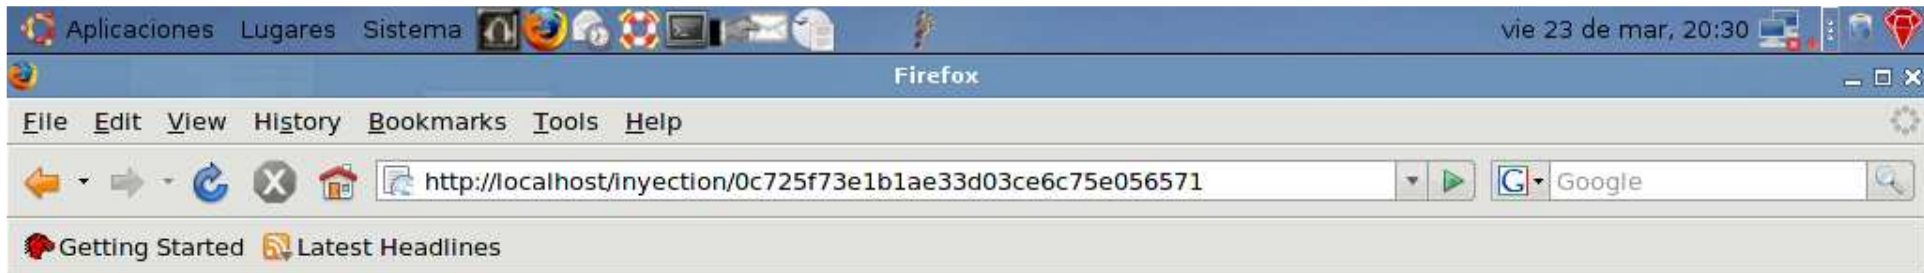 Aplicaciones Lugares Sistema vie 23 de mar, 20:30
Firefox
File Edit View History Bookmarks Tools Help
http://localhost/inyection/0c725f73e1b1ae33d03ce6c75e056571 G Google
Getting Started Latest Headlines